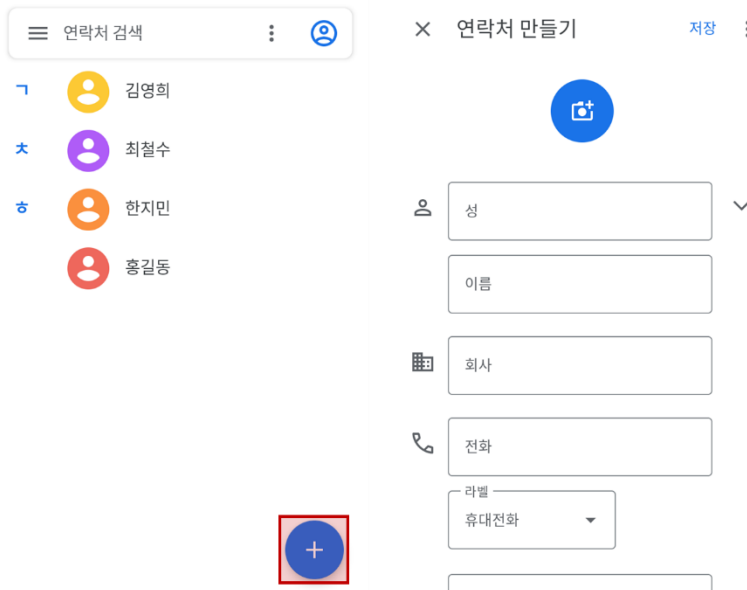 연락처 검색
ㄱ
김영희
ㅊ
최철수
ㅎ
한지민
홍길동
연락처 만들기
저장
성
이름
회사
전화
라벨
휴대전화